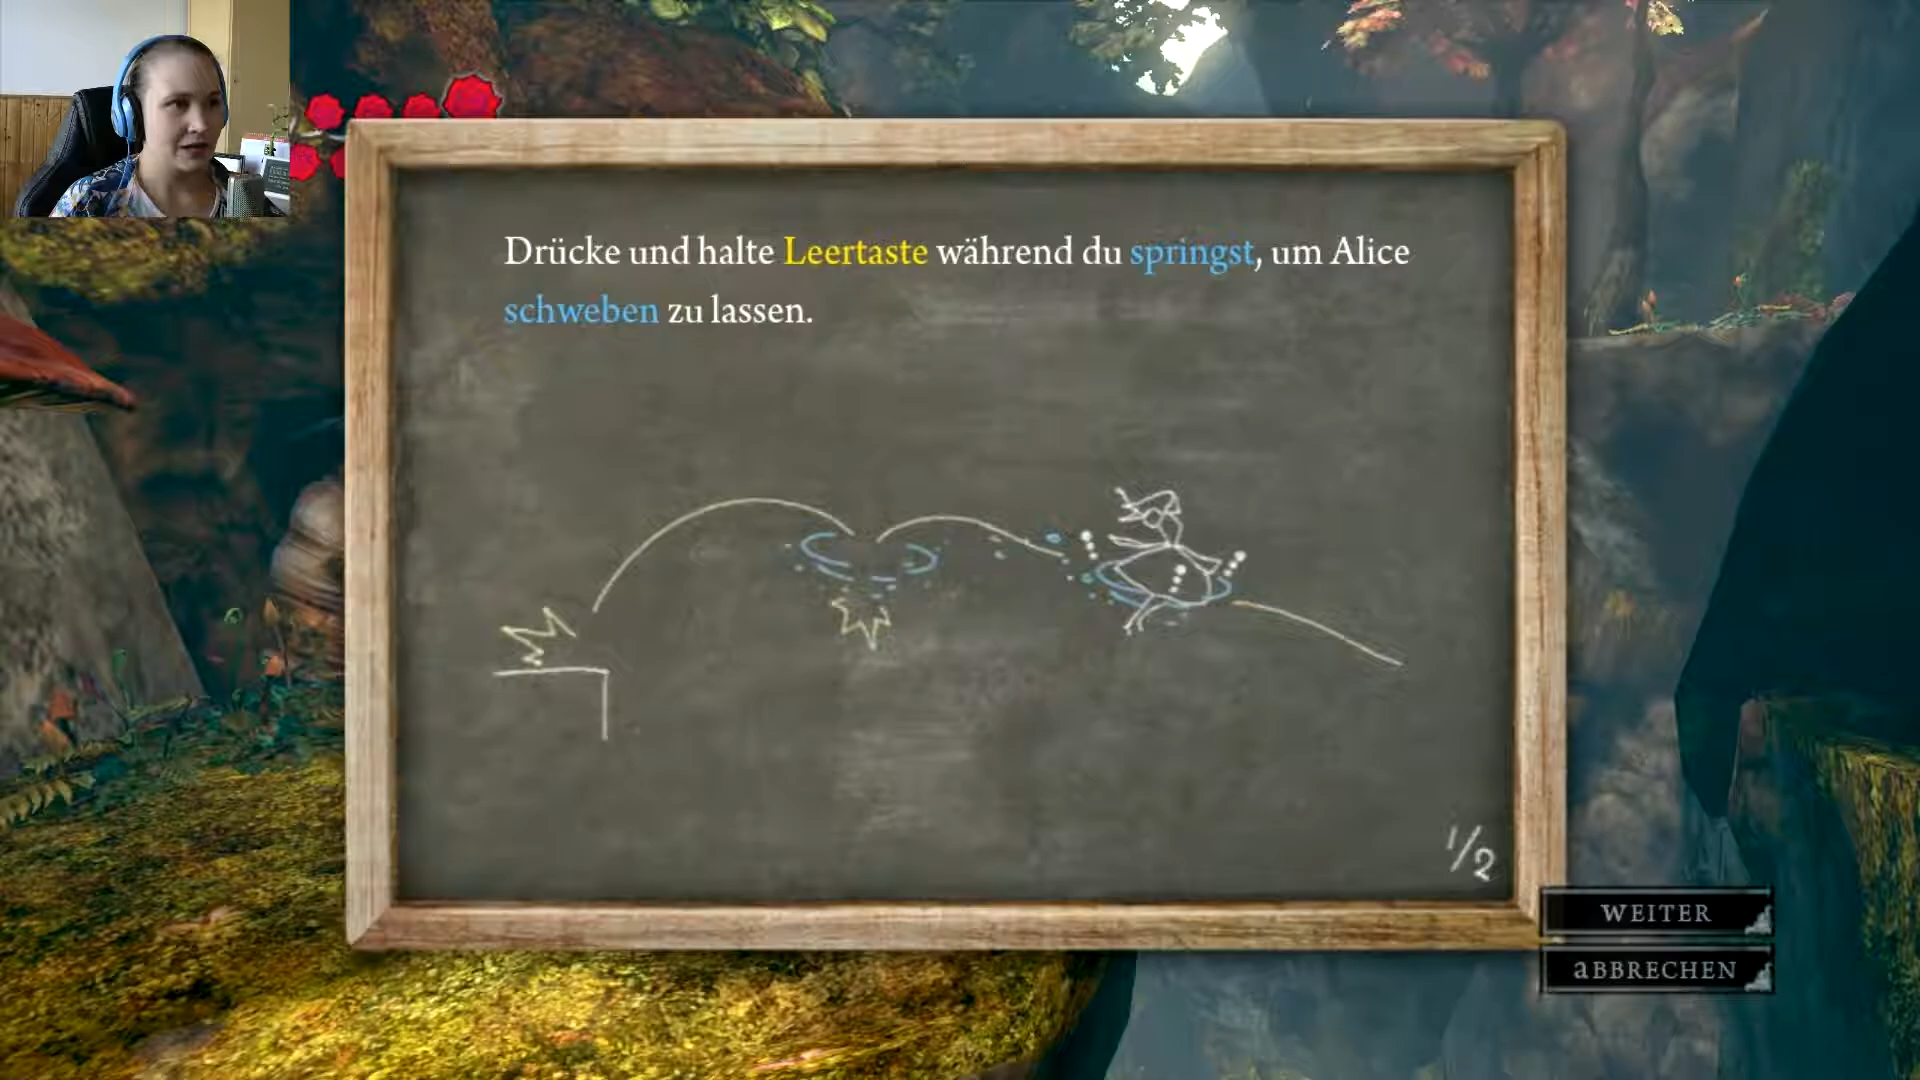 Drücke und halte Leertaste während du springst, um Alice
schweben zu lassen.
1/2
WEITER
aBBRECHEN